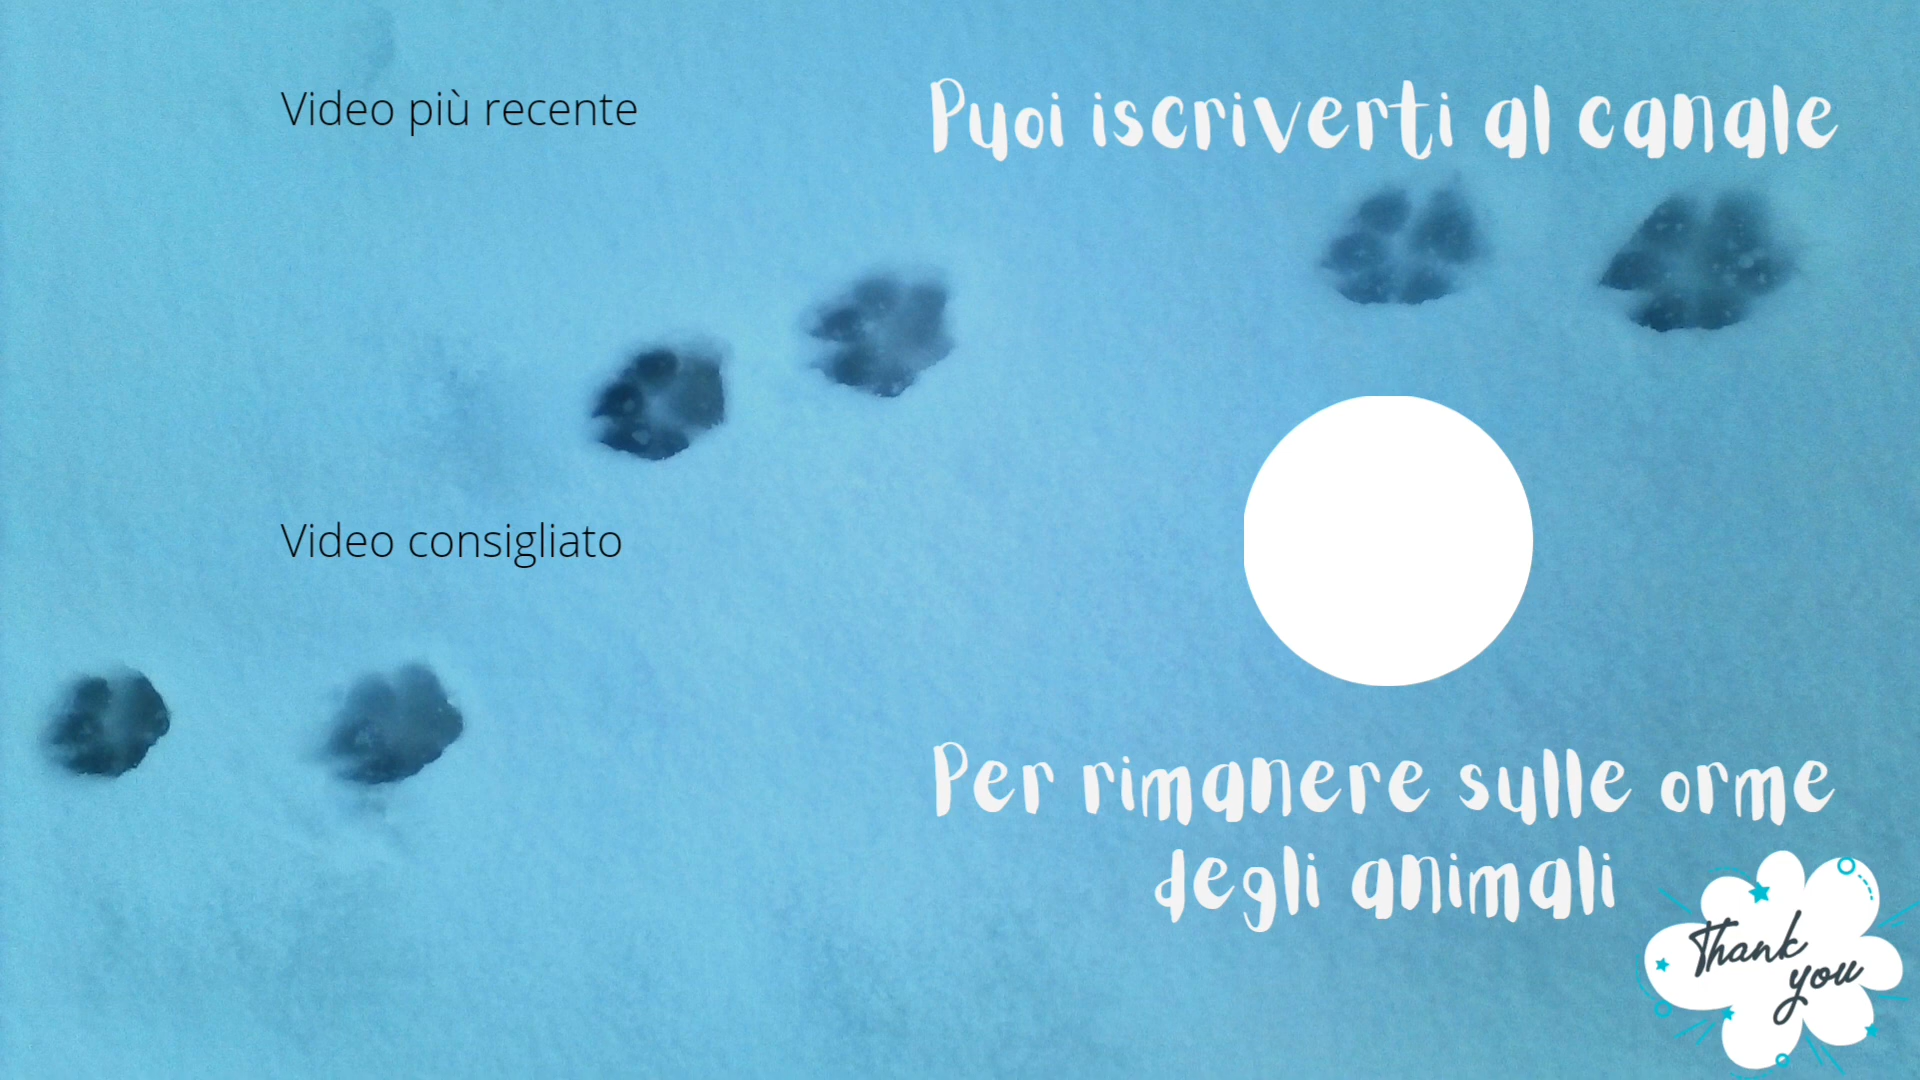 Video più recente
Puoi iscriverti al canale
Video consigliato
Per rimanere sulle orme
degli animali
Thank
you